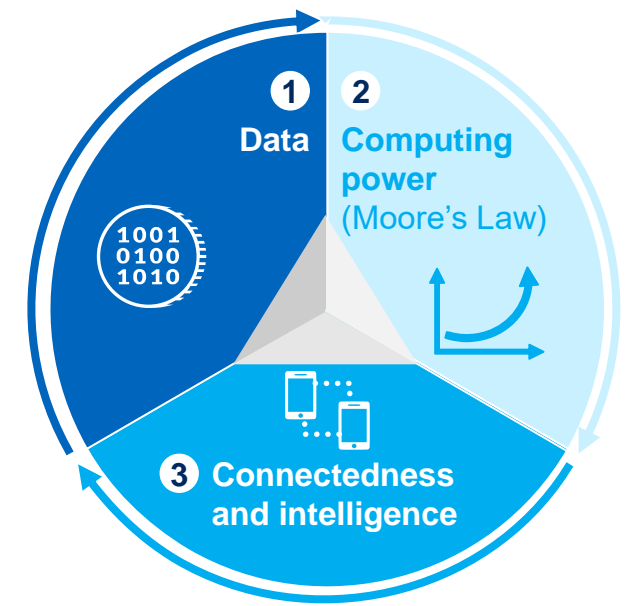 1
Data
1001
0100
1010
2
Computing
power
(Moore’s Law)
3 Connectedness
and intelligence